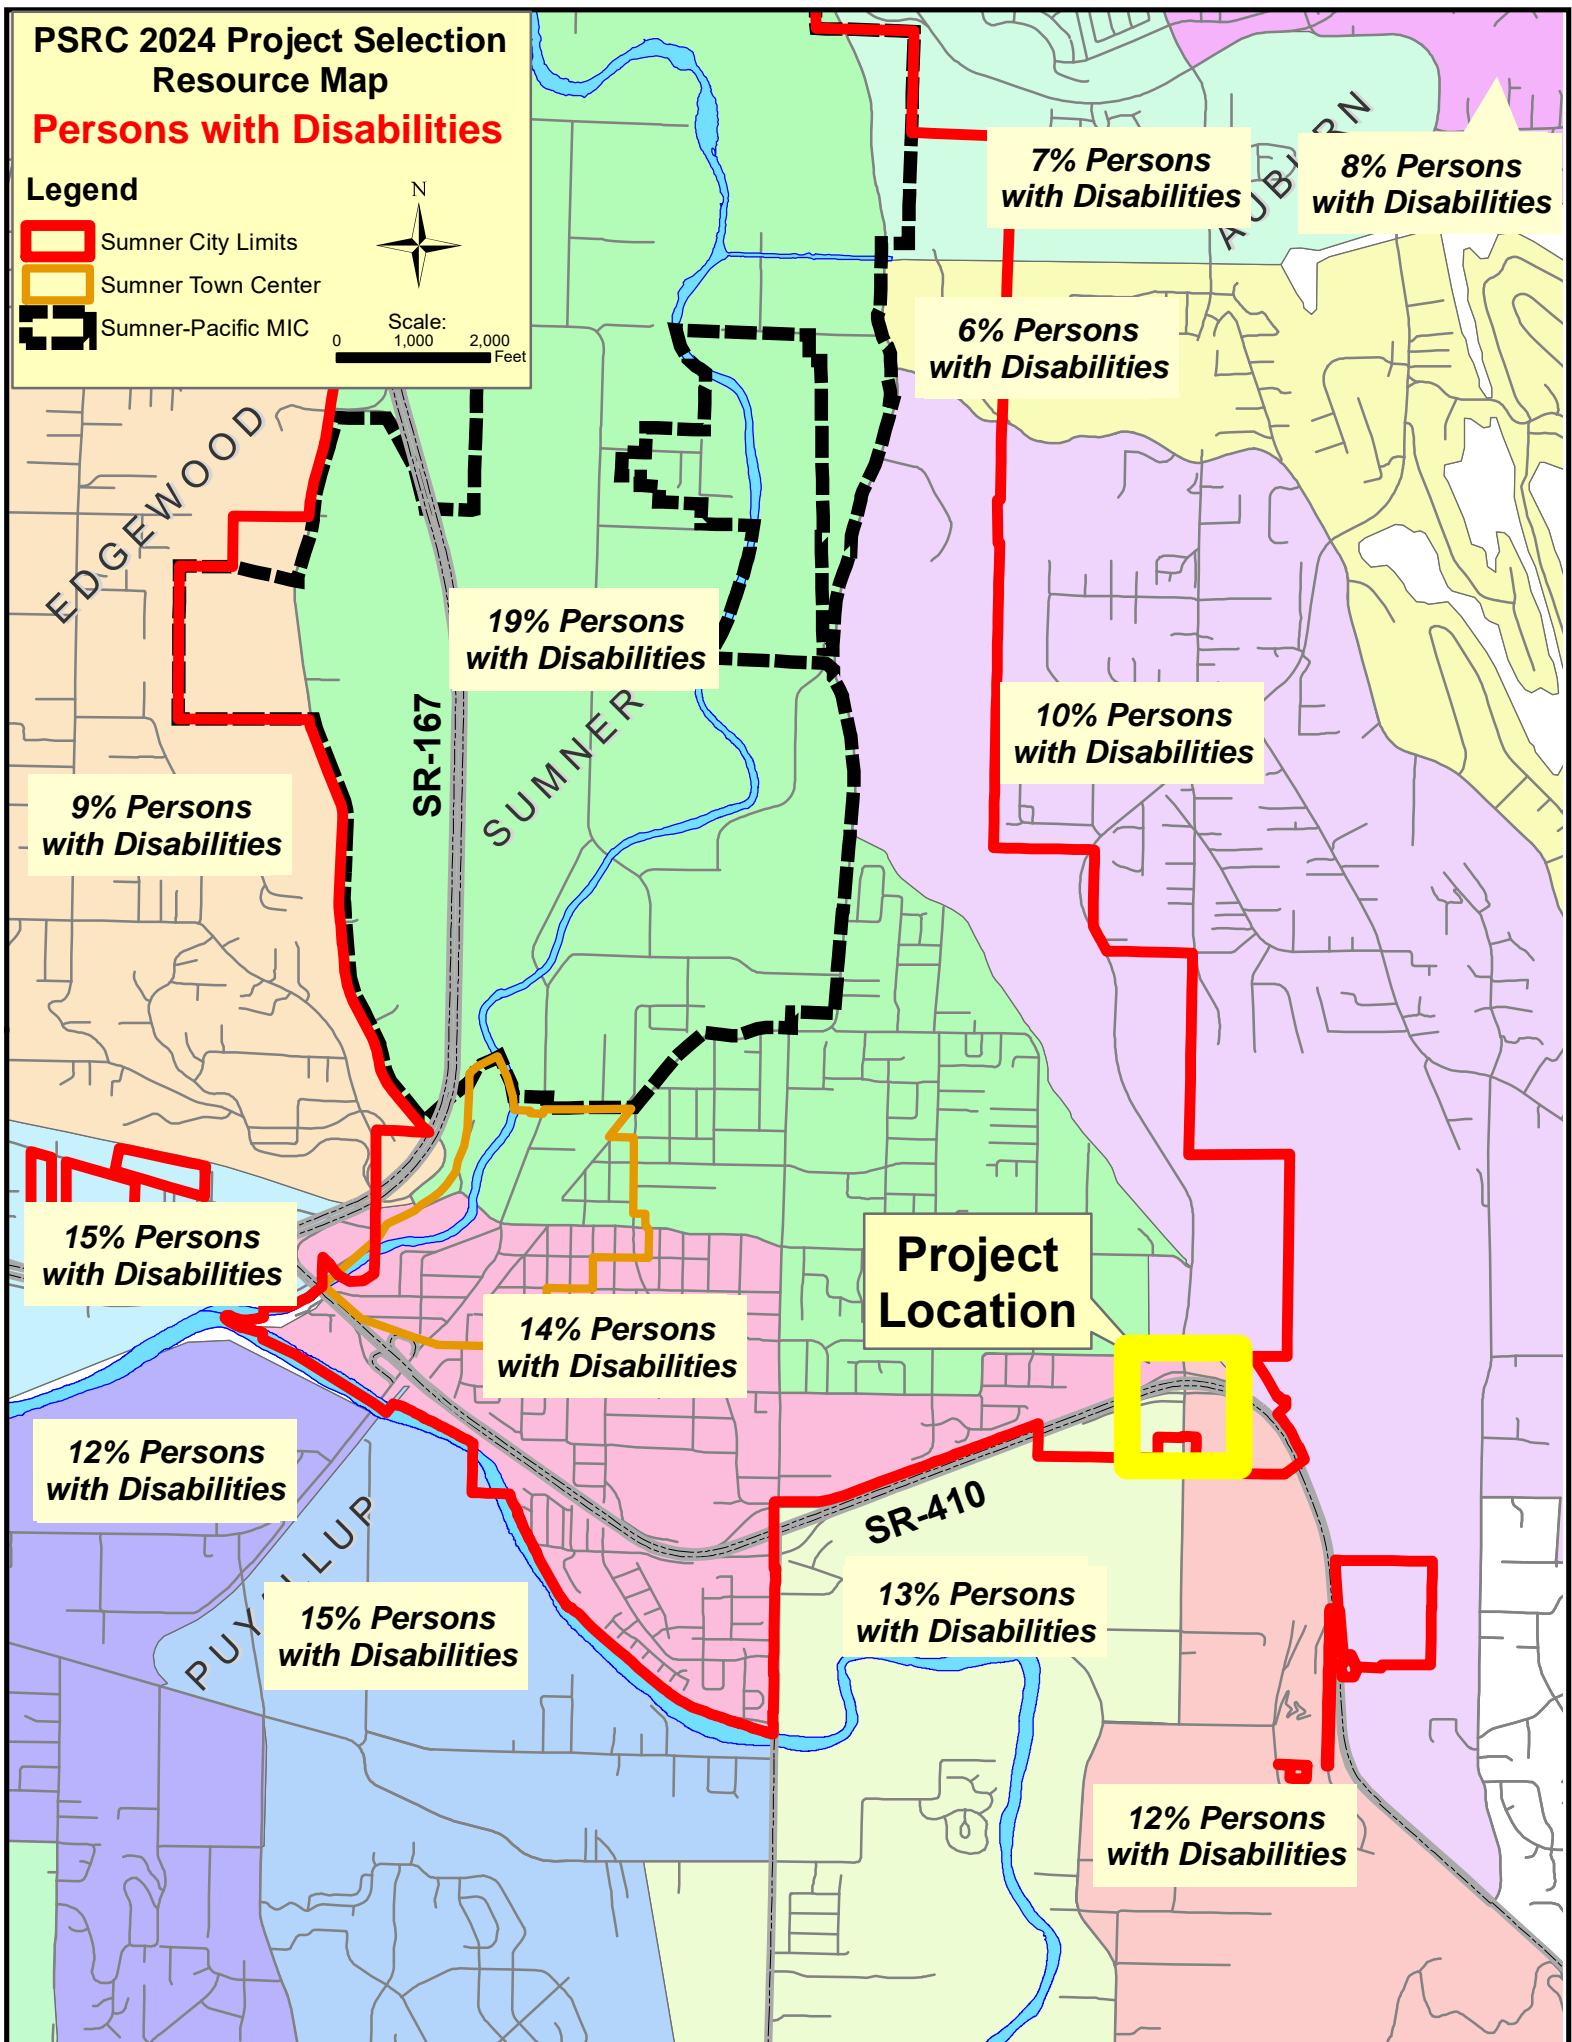 PSRC 2024 Project Selection
Resource Map
Persons with Disabilities
Legend
Sumner City Limits
Sumner Town Center
Sumner-Pacific MIC
N
Scale:
0 1,000 2,000
Feet
7% Persons
with Disabilities
8% Persons
with Disabilities
AUBURN
6% Persons
with Disabilities
EDGEWOOD
19% Persons
with Disabilities
SR-167
SUMNER
10% Persons
with Disabilities
9% Persons
with Disabilities
15% Persons
with Disabilities
Project
Location
14% Persons
with Disabilities
12% Persons
with Disabilities
SR-410
PUYALLUP
15% Persons
with Disabilities
13% Persons
with Disabilities
12% Persons
with Disabilities